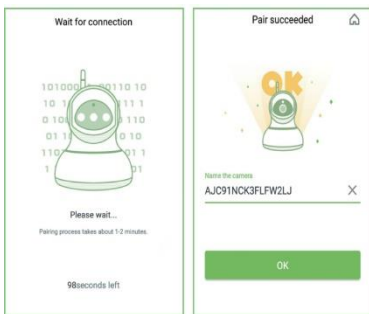 Wait for connection
Please wait...
Pairing process takes about 1-2 minutes.
98seconds left
Pair succeeded
OK
Name the camera
AJC91NCK3FLFW2LJ
OK